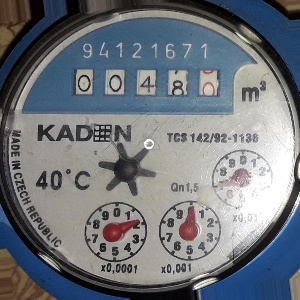 94121671
00480 m³
KADEN TCS 142/92-1138
MADE IN CZECH REPUBLIC
40°C Qn1,5
x0,0001 x0,001 x0,01